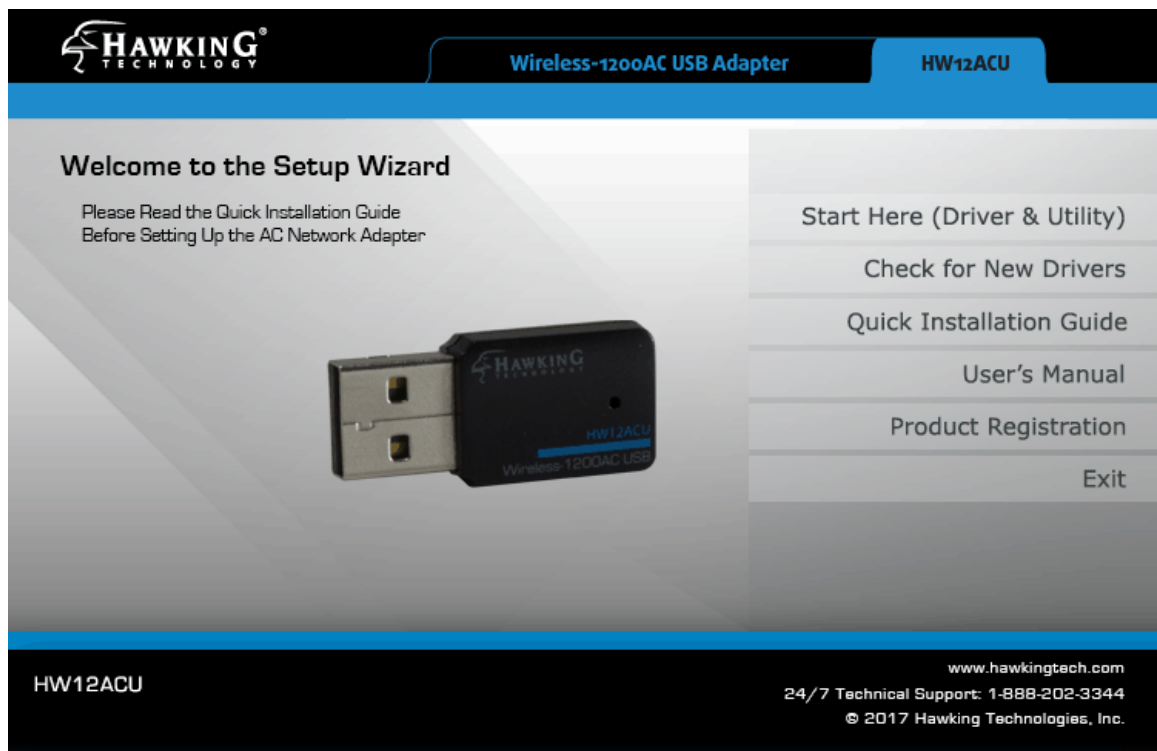 HAWKING®
TECHNOLOGY
Wireless-1200AC USB Adapter
HW12ACU
Welcome to the Setup Wizard
Please Read the Quick Installation Guide
Before Setting Up the AC Network Adapter
HAWKING
TECHNOLOGY
HW12ACU
Wireless-1200AC USB
Start Here (Driver & Utility)
Check for New Drivers
Quick Installation Guide
User's Manual
Product Registration
Exit
HW12ACU
www.hawkingtech.com
24/7 Technical Support: 1-888-202-3344
© 2017 Hawking Technologies, Inc.